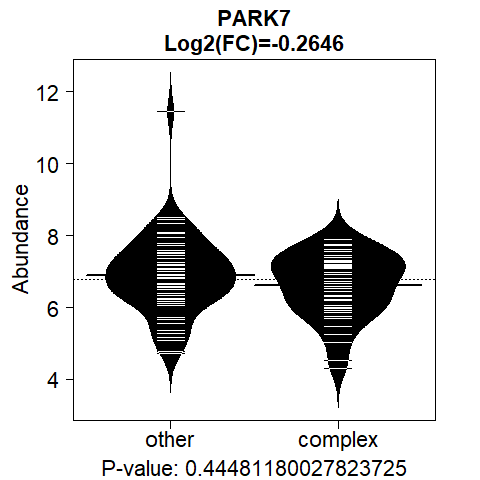 PARK7
Log2(FC)=-0.2646
Abundance
12
10
8
6
4
other complex
P-value: 0.44481180027823725